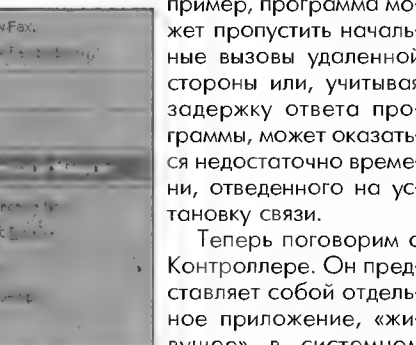 wFax.
пример, программа мо-
жет пропустить началь-
ные вызовы удаленной
стороны или, учитывая
задержку ответа про-
граммы, может оказать-
ся недостаточно време-
ни, отведенного на ус-
тановку связи.
Теперь поговорим о
Контроллере. Он пред-
ставляет собой отдель-
ное приложение, «жи-
вущее» в системном